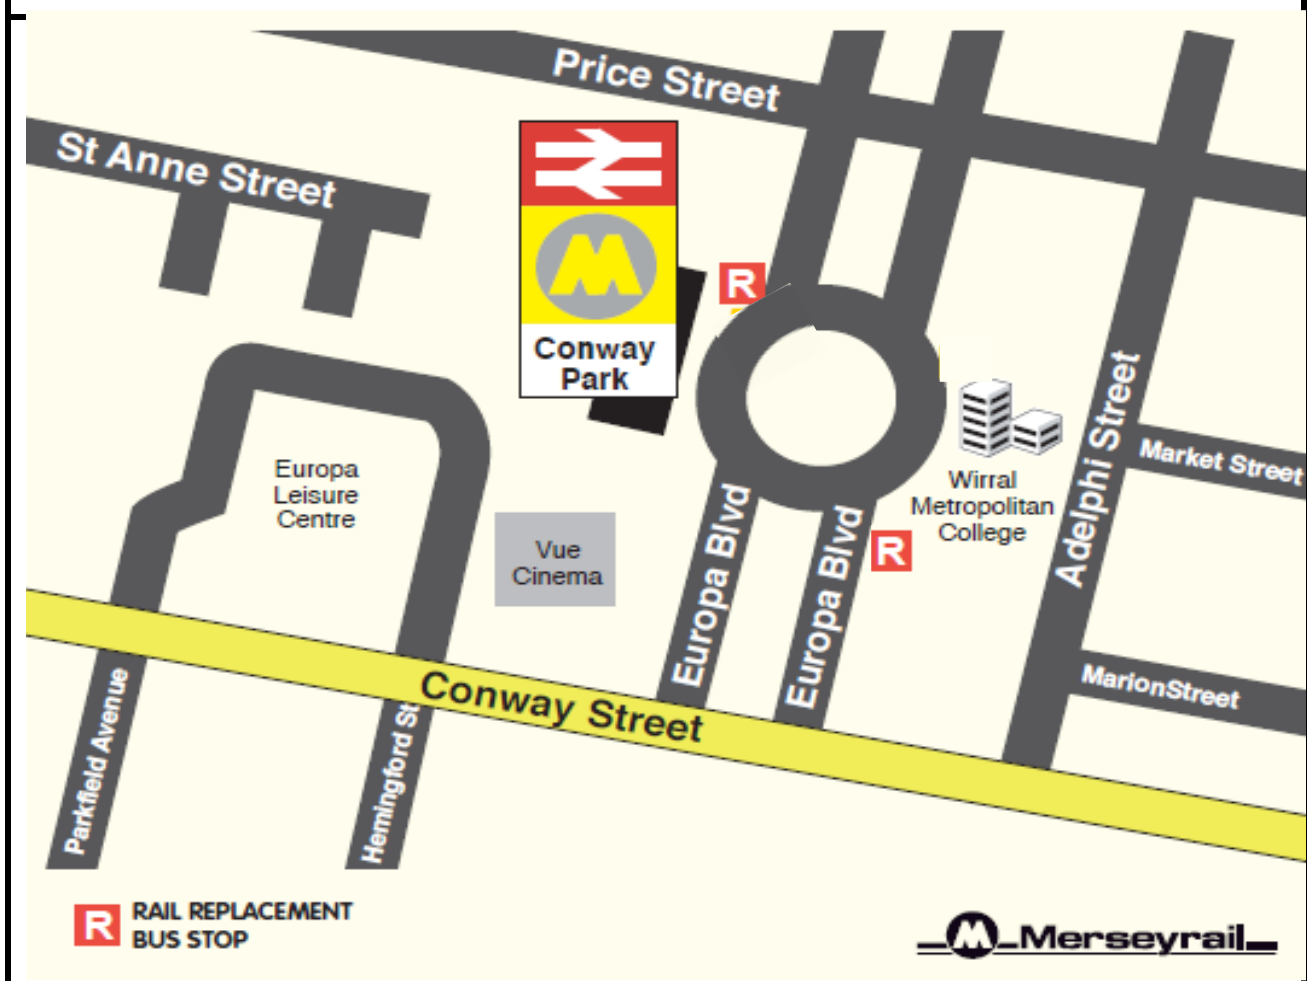 Price Street
St Anne Street
R
Conway
Park
Adelphi Street
Market Street
Europa
Leisure
Centre
Wirral
Metropolitan
College
Vue
Cinema
R
Europa Blvd
Europa Blvd
MarionStreet
Conway Street
Parkfield Avenue
Hemingford St
R RAIL REPLACEMENT
BUS STOP
Merseyrail